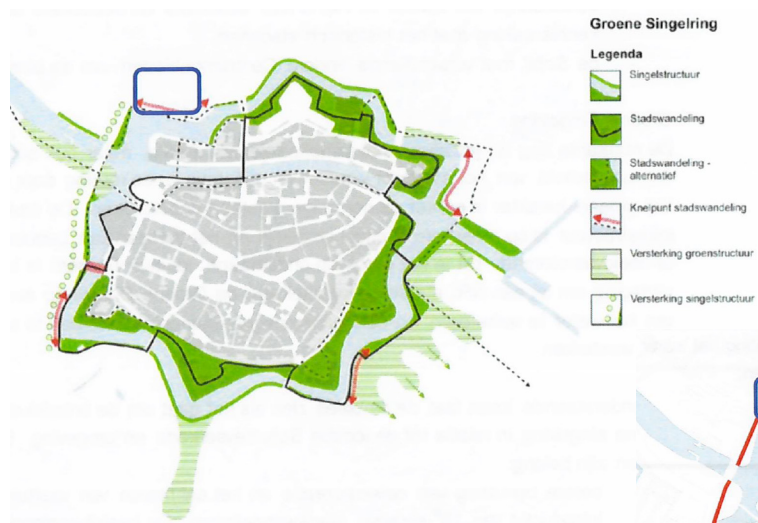 Groene Singelring
Legenda
Singelstructuur
Stadswandeling
Stadswandeling -
alternatief
Knelpunt stadswandeling
Versterking groenstructuur
Versterking singelstructuur